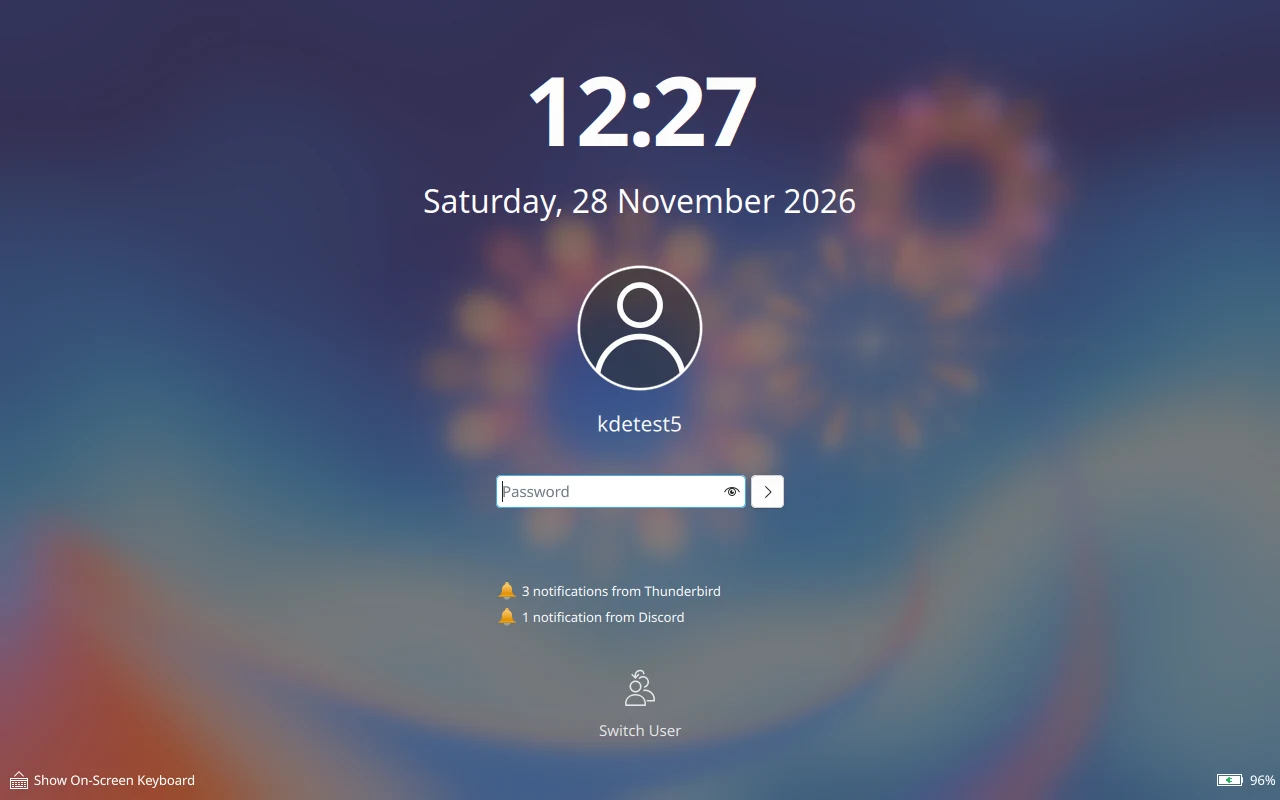 12:27
Saturday, 28 November 2026
kdetest5
Password
3 notifications from Thunderbird
1 notification from Discord
Switch User
Show On-Screen Keyboard
96%